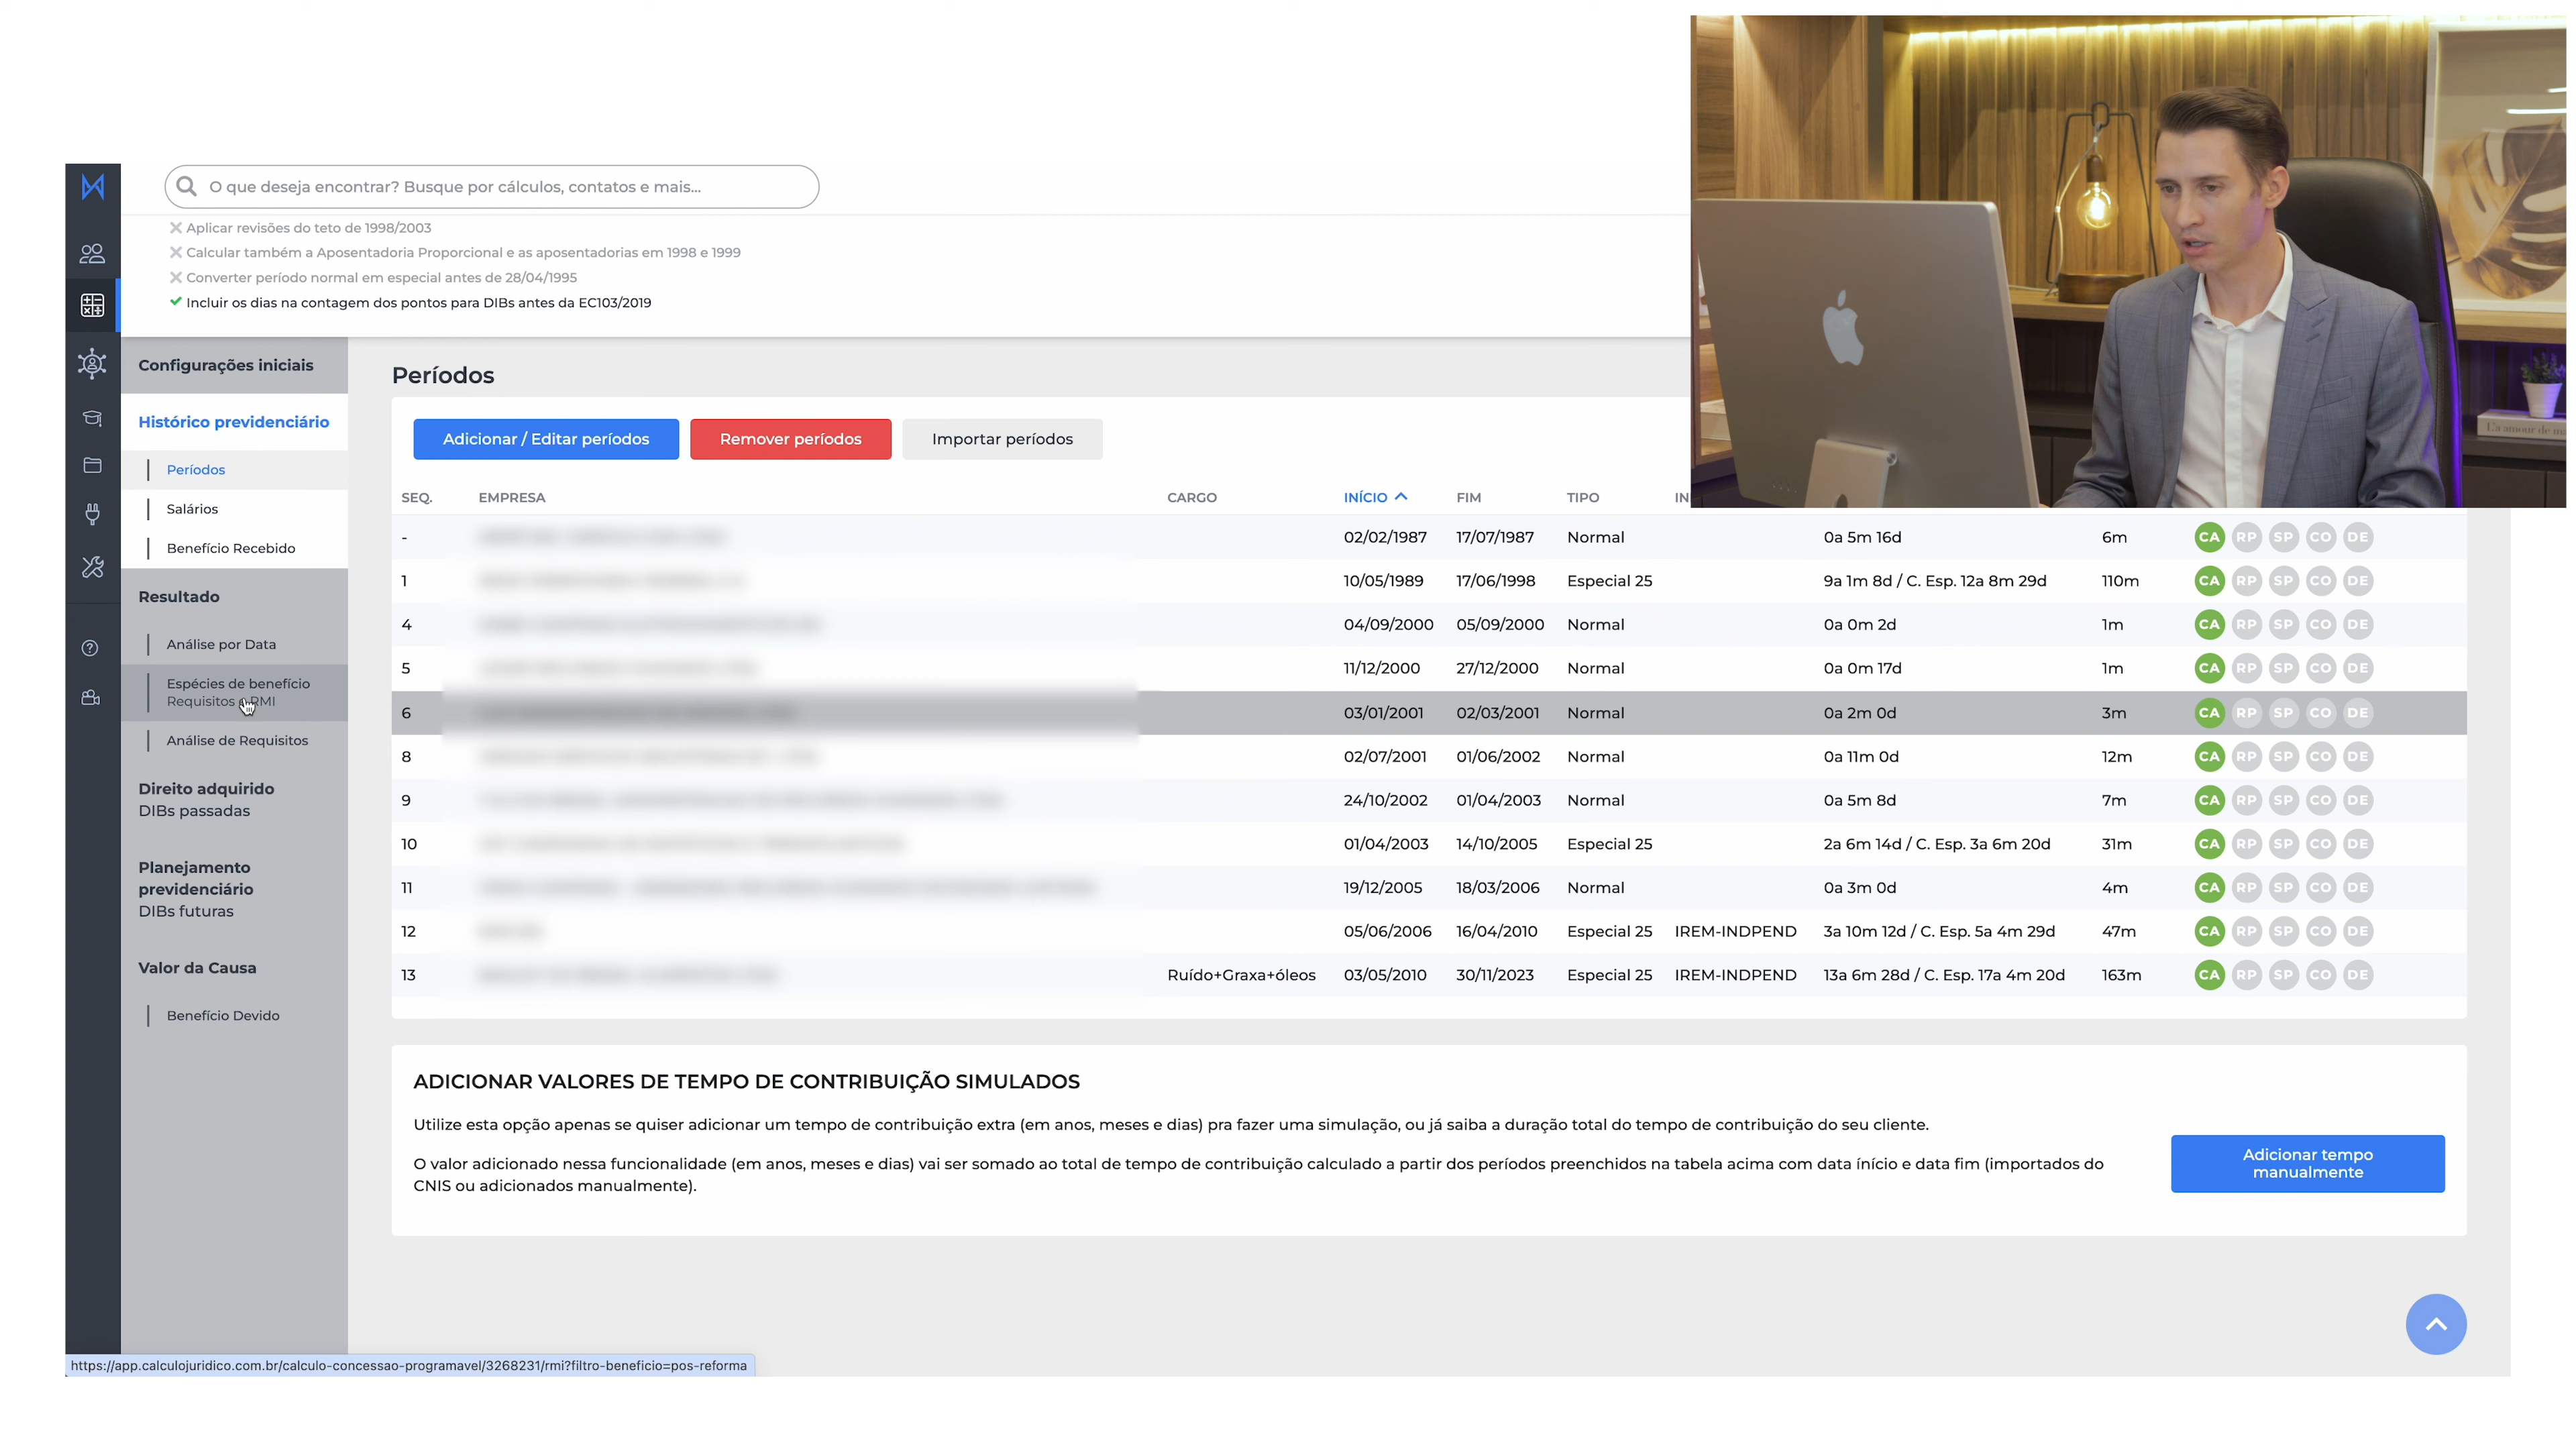 O que deseja encontrar? Busque por cálculos, contatos e mais...
Aplicar revisões do teto de 1998/2003
Calcular também a Aposentadoria Proporcional e as aposentadorias em 1998 e 1999
Converter período normal em especial antes de 28/04/1995
Incluir os dias na contagem dos pontos para DIBs antes da EC103/2019
Configurações iniciais
Histórico previdenciário
Períodos
Salários
Benefício Recebido
Resultado
Análise por Data
Espécies de benefício
Requisitos RMI
Análise de Requisitos
Direito adquirido
DIBs passadas
Planejamento
previdenciário
DIBs futuras
Valor da Causa
Benefício Devido
Períodos
Adicionar / Editar períodos Remover períodos Importar períodos
SEQ. EMPRESA CARGO INÍCIO FIM TIPO IN
- 02/02/1987 17/07/1987 Normal 0a 5m 16d 6m CA RP SP CO DE
1 10/05/1989 17/06/1998 Especial 25 9a 1m 8d / C. Esp. 12a 8m 29d 110m CA RP SP CO DE
4 04/09/2000 05/09/2000 Normal 0a 0m 2d 1m CA RP SP CO DE
5 11/12/2000 27/12/2000 Normal 0a 0m 17d 1m CA RP SP CO DE
6 03/01/2001 02/03/2001 Normal 0a 2m 0d 3m CA RP SP CO DE
8 02/07/2001 01/06/2002 Normal 0a 11m 0d 12m CA RP SP CO DE
9 24/10/2002 01/04/2003 Normal 0a 5m 8d 7m CA RP SP CO DE
10 01/04/2003 14/10/2005 Especial 25 2a 6m 14d / C. Esp. 3a 6m 20d 31m CA RP SP CO DE
11 19/12/2005 18/03/2006 Normal 0a 3m 0d 4m CA RP SP CO DE
12 05/06/2006 16/04/2010 Especial 25 IREM-INDPEND 3a 10m 12d / C. Esp. 5a 4m 29d 47m CA RP SP CO DE
13 Ruído+Graxa+óleos 03/05/2010 30/11/2023 Especial 25 IREM-INDPEND 13a 6m 28d / C. Esp. 17a 4m 20d 163m CA RP SP CO DE
ADICIONAR VALORES DE TEMPO DE CONTRIBUIÇÃO SIMULADOS
Utilize esta opção apenas se quiser adicionar um tempo de contribuição extra (em anos, meses e dias) pra fazer uma simulação, ou já saiba a duração total do tempo de contribuição do seu cliente.
O valor adicionado nessa funcionalidade (em anos, meses e dias) vai ser somado ao total de tempo de contribuição calculado a partir dos períodos preenchidos na tabela acima com data início e data fim (importados do
CNIS ou adicionados manualmente).
Adicionar tempo
manualmente
https://app.calculojuridico.com.br/calculo-concessao-programavel/3268231/rmi?filtro-beneficio=pos-reforma